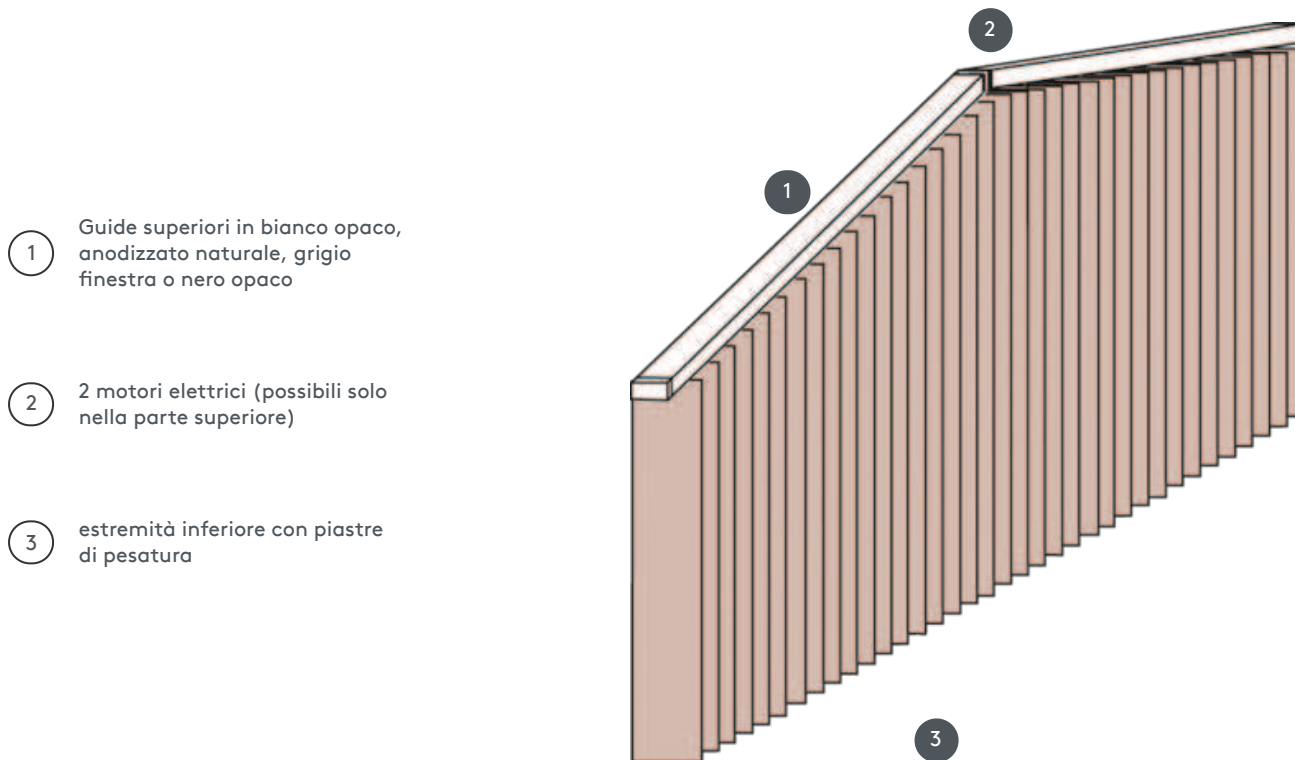 1
Guide superiori in bianco opaco,
anodizzato naturale, grigio
finestra o nero opaco
2
2 motori elettrici (possibili solo
nella parte superiore)
3
estremità inferiore con piastre
di pesatura
2
1
3